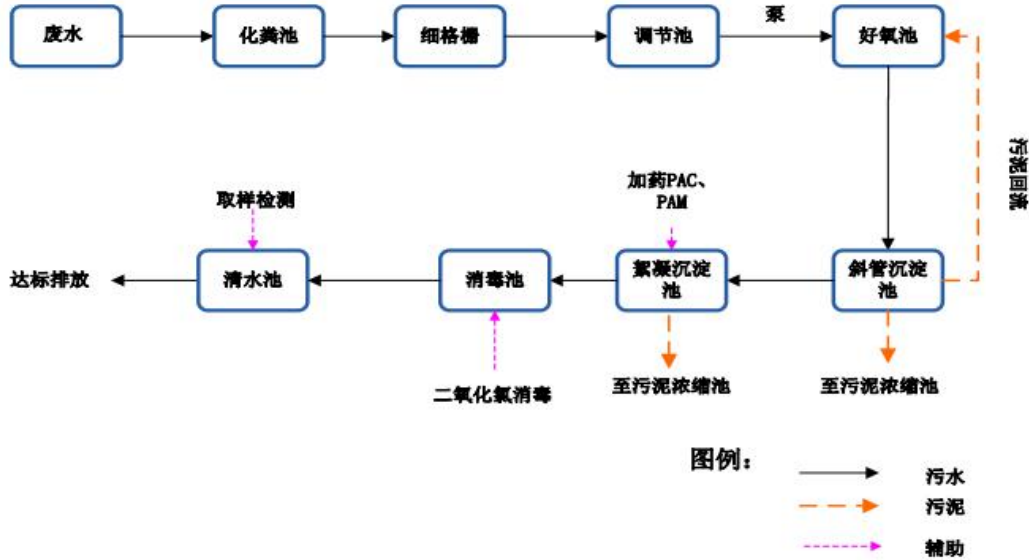 废水
化粪池
细格栅
调节池
泵
好氧池
污泥回流
取样检测
加药PAC、
PAM
达标排放
清水池
消毒池
絮凝沉淀
池
斜管沉淀
池
二氧化氯消毒
至污泥浓缩池
至污泥浓缩池
图例：
污水
污泥
辅助